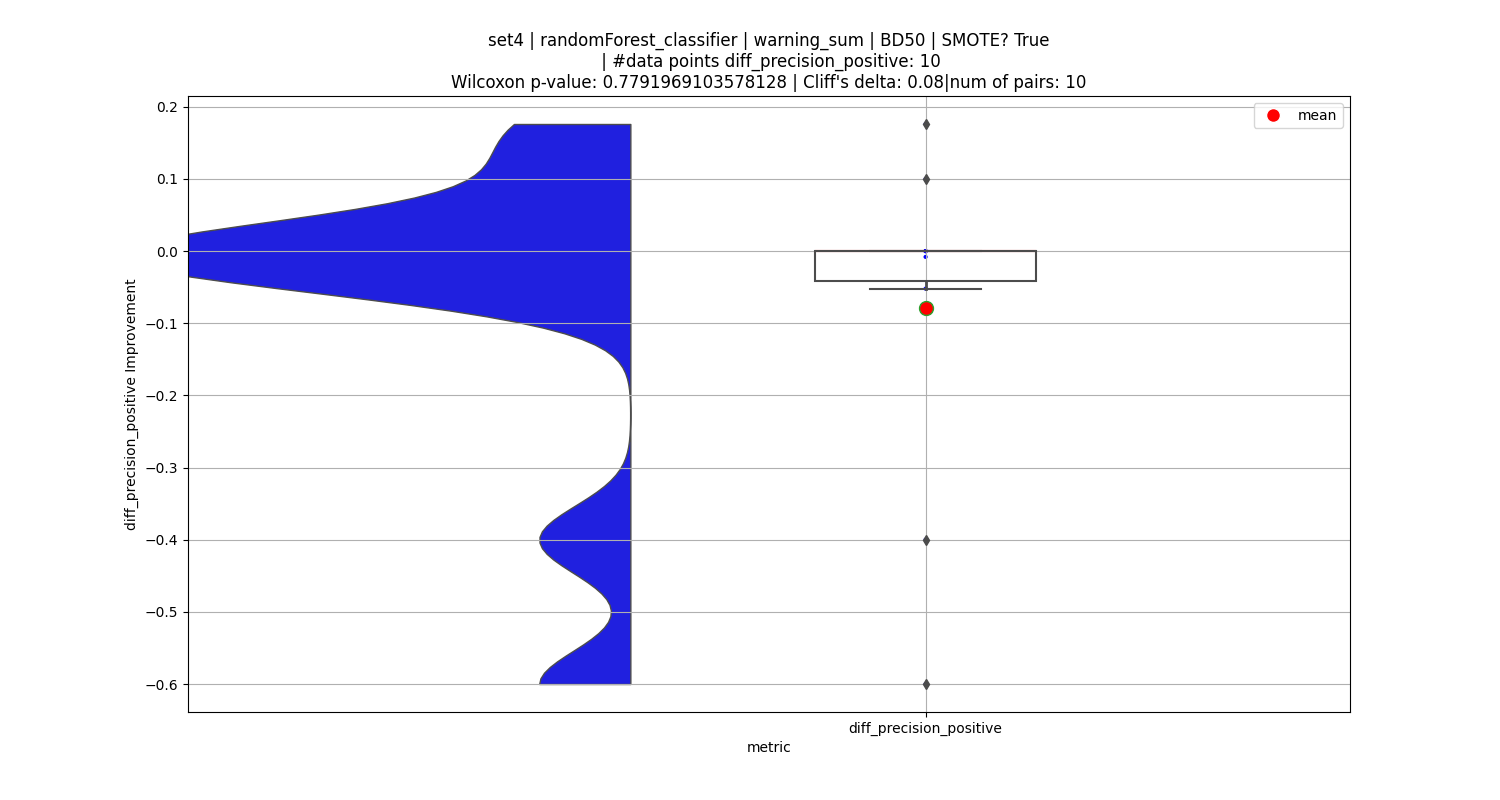 set4 | randomForest_classifier | warning_sum | BD50 | SMOTE? True
| #data points diff_precision_positive: 10
Wilcoxon p-value: 0.7791969103578128 | Cliff's delta: 0.08|num of pairs: 10
mean
0.2
0.1
0.0
−0.1
−0.2
−0.3
−0.4
−0.5
−0.6
diff_precision_positive Improvement
diff_precision_positive
metric